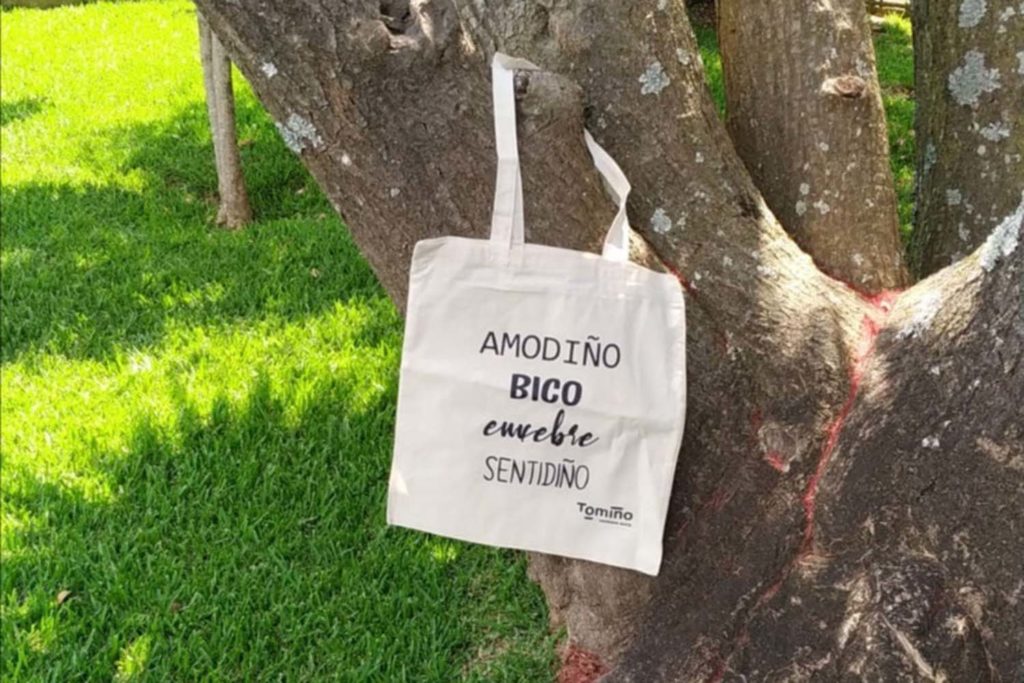 AMODIÑO
BICO
enxebre
SENTIDIÑO
Tomiño